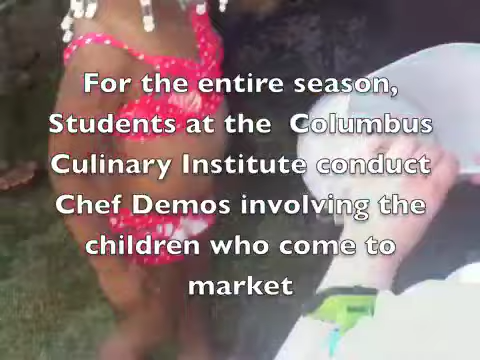 For the entire season,
Students at the Columbus
Culinary Institute conduct
Chef Demos involving the
children who come to
market